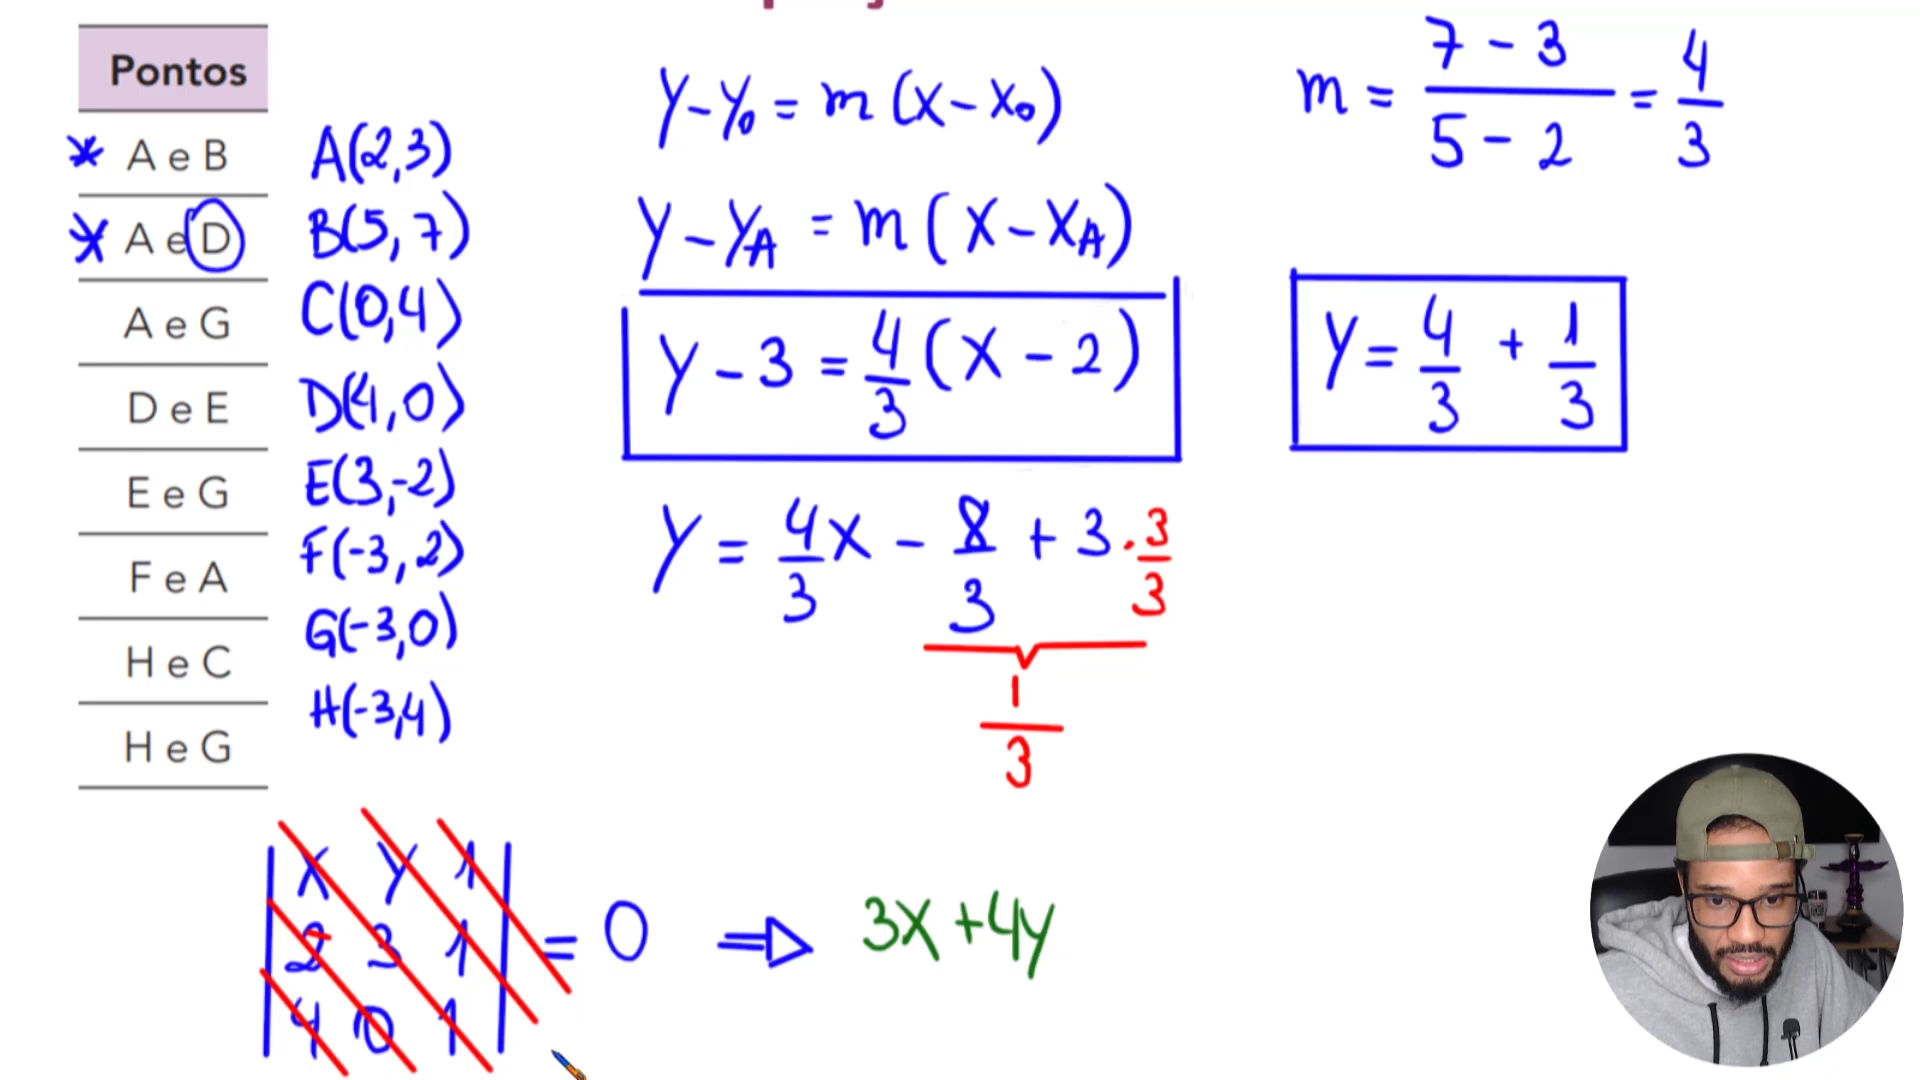 Pontos
* A e B
* A e D
A e G
D e E
E e G
F e A
H e C
H e G
A(2,3)
B(5,7)
C(0,4)
D(4,0)
E(3,-2)
F(-3,2)
G(-3,0)
H(-3,4)
y-y₀ = m(x-x₀)
y-yA = m(x-xA)
y-3 = 4/3 (x-2)
y = 4/3 x - 8/3 + 3 · 3/3
1/3
m = 7-3 / 5-2 = 4/3
y = 4/3 + 1/3
| x y 1 |
| 2 3 1 | = 0 ⇒ 3x+4y
| 4 0 1 |